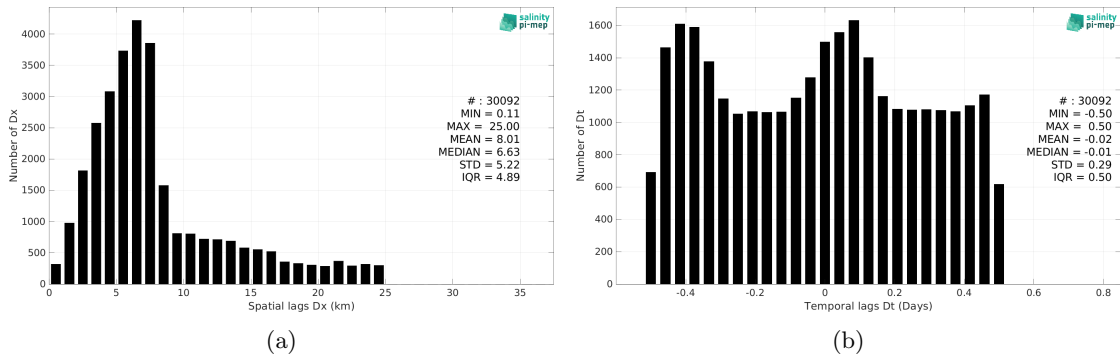 4000
3500
3000
2500
2000
1500
1000
500
0
Number of Dx
0 5 10 15 20 25 30 35
Spatial lags Dx (km)
salinity
pi-mep
# : 30092
MIN = 0.11
MAX = 25.00
MEAN = 8.01
MEDIAN = 6.63
STD = 5.22
IQR = 4.89
(a)
1600
1400
1200
1000
800
600
400
200
0
Number of Dt
-0.4 -0.2 0 0.2 0.4 0.6 0.8
Temporal lags Dt (Days)
salinity
pi-mep
# : 30092
MIN = -0.50
MAX = 0.50
MEAN = -0.02
MEDIAN = -0.01
STD = 0.29
IQR = 0.50
(b)